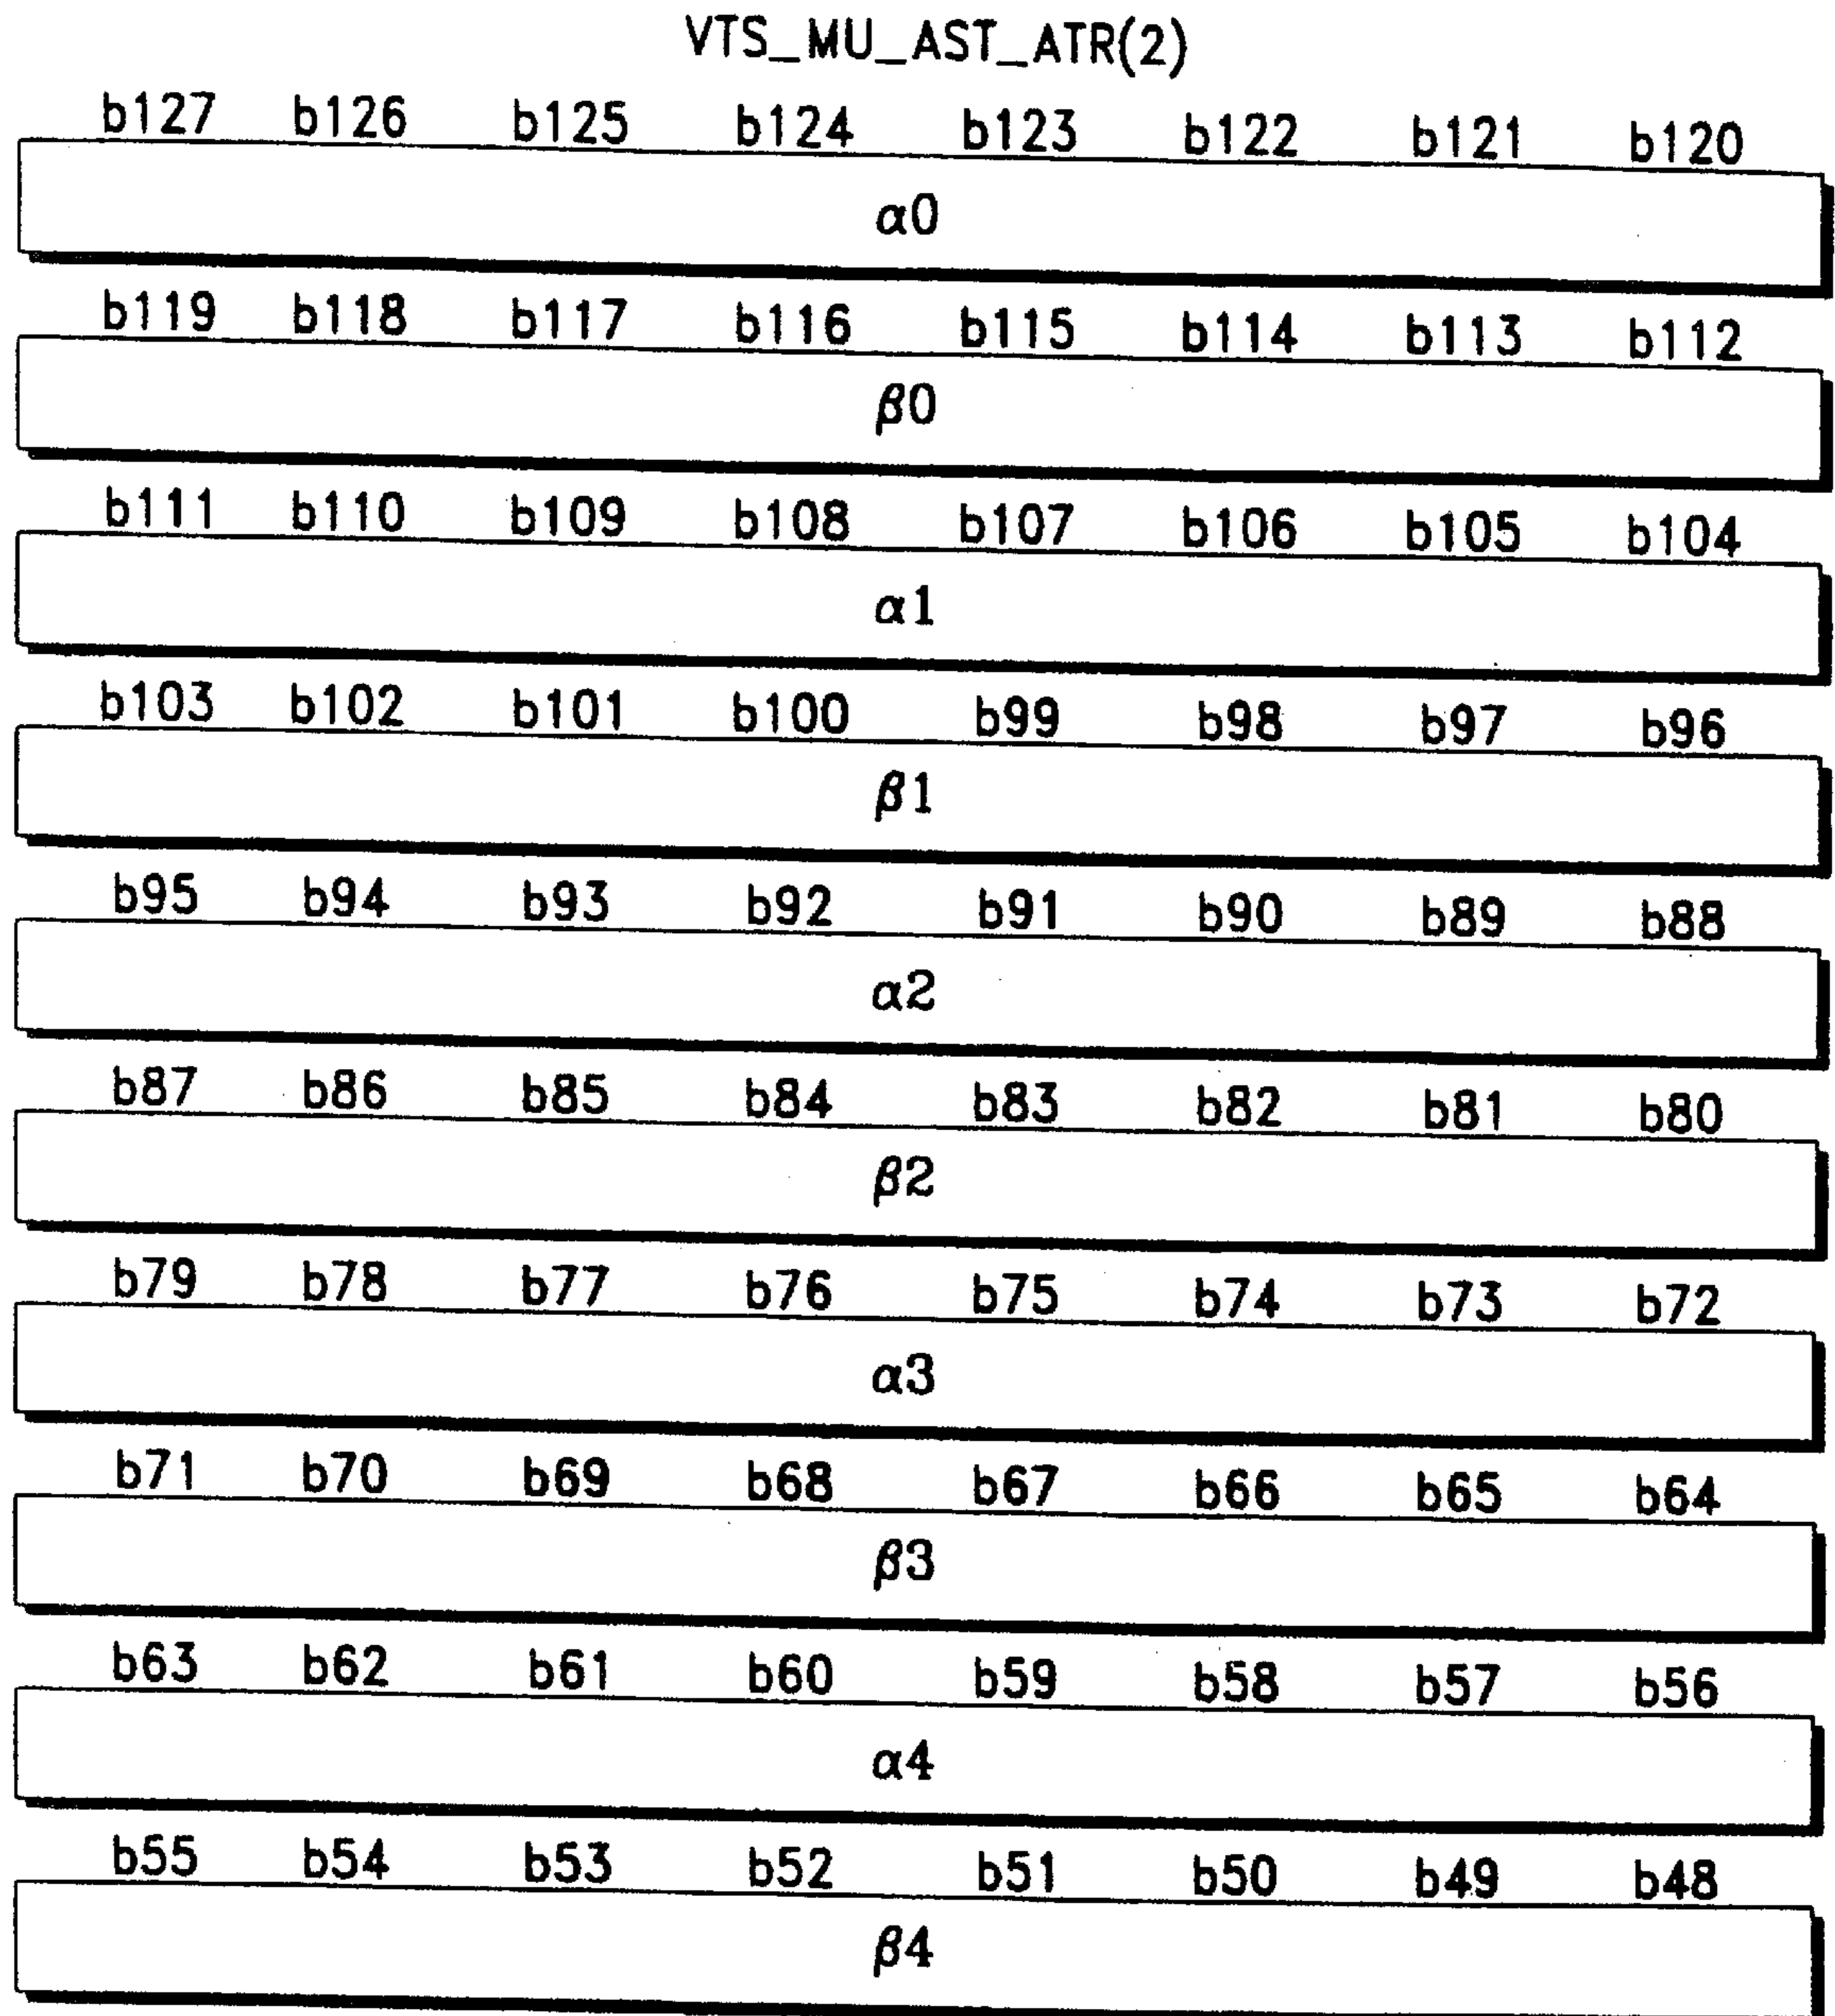 VTS_MU_AST_ATR(2)
b127 b126 b125 b124 b123 b122 b121 b120
α0
b119 b118 b117 b116 b115 b114 b113 b112
β0
b111 b110 b109 b108 b107 b106 b105 b104
α1
b103 b102 b101 b100 b99 b98 b97 b96
β1
b95 b94 b93 b92 b91 b90 b89 b88
α2
b87 b86 b85 b84 b83 b82 b81 b80
β2
b79 b78 b77 b76 b75 b74 b73 b72
α3
b71 b70 b69 b68 b67 b66 b65 b64
β3
b63 b62 b61 b60 b59 b58 b57 b56
α4
b55 b54 b53 b52 b51 b50 b49 b48
β4